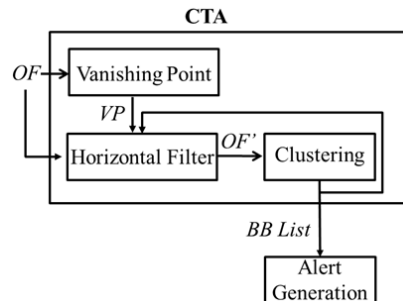 CTA
OF
Vanishing Point
VP
Horizontal Filter
OF'
Clustering
BB List
Alert
Generation